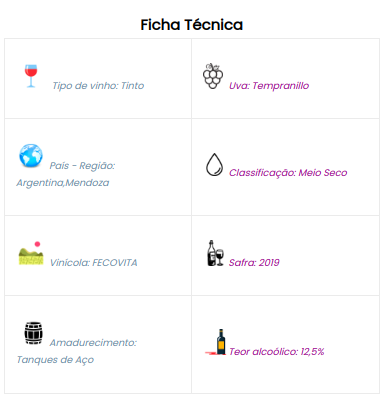 Ficha Técnica
Tipo de vinho: Tinto
Uva: Tempranillo
País - Região:
Argentina,Mendoza
Classificação: Meio Seco
Vinicola: FECOVITA
Safra: 2019
Amadurecimento:
Tanques de Aço
Teor alcoólico: 12,5%